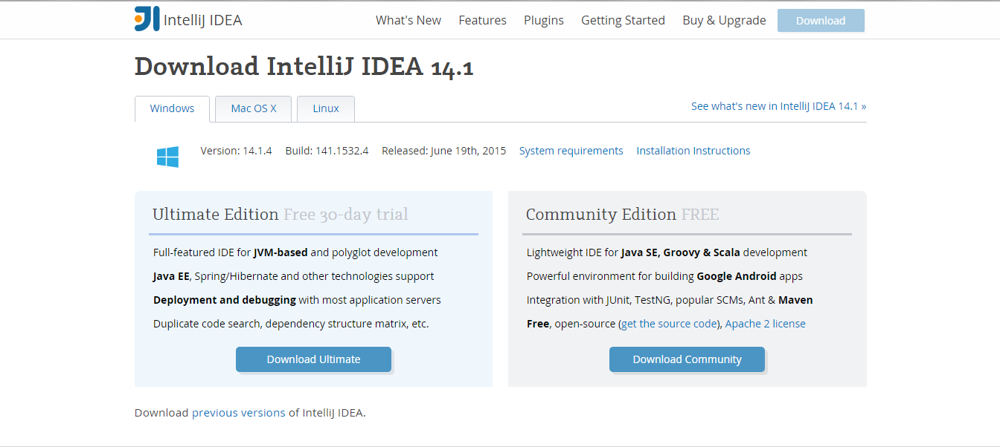 IntelliJ IDEA What's New Features Plugins Getting Started Buy & Upgrade Download
Download IntelliJ IDEA 14.1
Windows Mac OS X Linux See what's new in IntelliJ IDEA 14.1 »
Version: 14.1.4 Build: 141.1532.4 Released: June 19th, 2015 System requirements Installation Instructions
Ultimate Edition Free 30-day trial
Full-featured IDE for JVM-based and polyglot development
Java EE, Spring/Hibernate and other technologies support
Deployment and debugging with most application servers
Duplicate code search, dependency structure matrix, etc.
Download Ultimate
Community Edition FREE
Lightweight IDE for Java SE, Groovy & Scala development
Powerful environment for building Google Android apps
Integration with JUnit, TestNG, popular SCMs, Ant & Maven
Free, open-source (get the source code), Apache 2 license
Download Community
Download previous versions of IntelliJ IDEA.